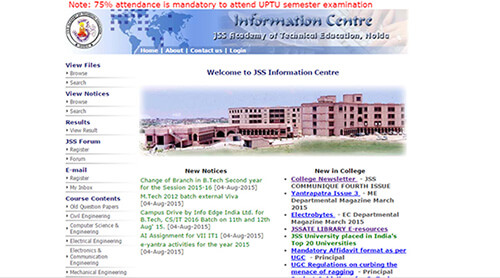 Note: 75% attendance is mandatory to attend UPTU semester examination
Information Centre
JSS Academy of Technical Education, Noida
Home | About | Contact us | Login
View Files
Browse
Search
View Notices
Browse
Search
Results
View Result
JSS Forum
Register
Forum
E-mail
Register
My Inbox
Course Contents
Old Question Papers
Civil Engineering
Computer Science &
Engineering
Electrical Engineering
Electronics &
Communication
Engineering
Mechanical Engineering
Welcome to JSS Information Centre
New Notices
Change of Branch in B.Tech Second year
for the Session 2015-16 [04-Aug-2015]
M.Tech 2012 batch external Viva
[04-Aug-2015]
Campus Drive by Info Edge India Ltd. for
B.Tech, CS/IT 2016 Batch on 11th and 12th
Aug' 15. [04-Aug-2015]
AI Assignment for VII IT1 [04-Aug-2015]
e-yantra activities for the year 2015
[04-Aug-2015]
New in College
College Newsletter - JSS
COMMUNIQUE FOURTH ISSUE
Yantrapatra Issue 3 - ME
Departmental Magazine March
2015
Electrobytes - EC Departmental
Magazine March 2015
JSSATE LIBRARY E-resources
JSS University placed in India's
Top 20 Universities
Mandatory Affidavit format as per
UGC - Principal
UGC Regulations on curbing the
menace of ragging - Principal